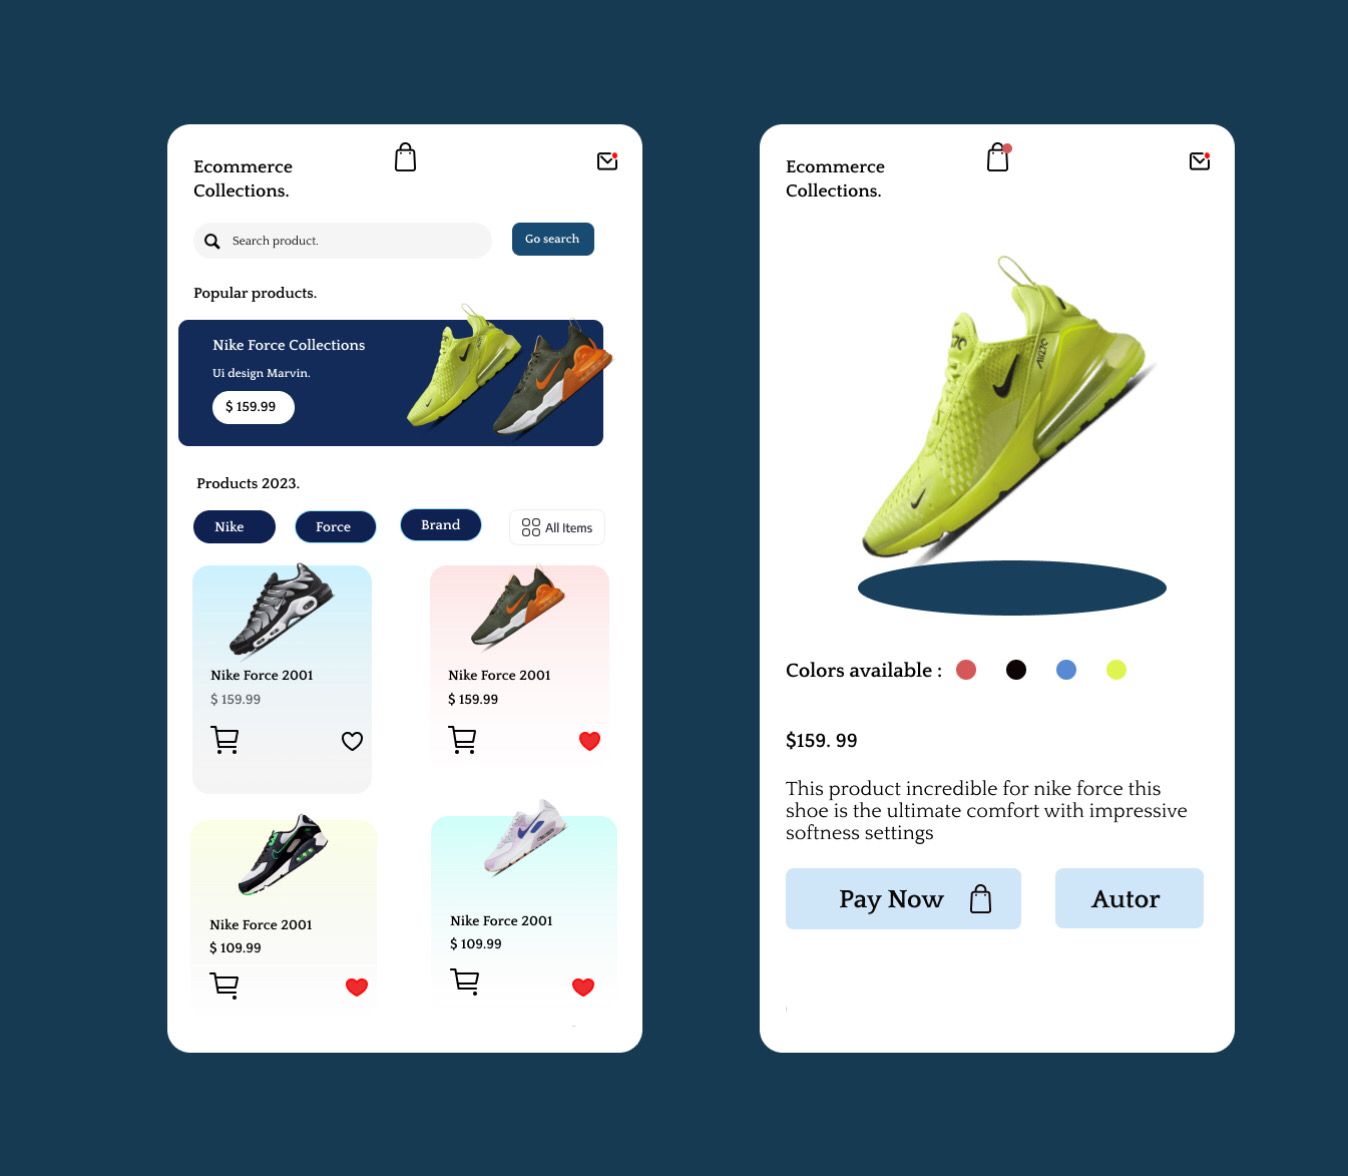 Ecommerce
Collections.
Search product.
Go search
Popular products.
Nike Force Collections
Ui design Marvin.
$ 159.99
Products 2023.
Nike
Force
Brand
All Items
Nike Force 2001
$ 159.99
Nike Force 2001
$ 159.99
Nike Force 2001
$ 109.99
Nike Force 2001
$ 109.99
Ecommerce
Collections.
Colors available :
$159. 99
This product incredible for nike force this
shoe is the ultimate comfort with impressive
softness settings
Pay Now
Autor